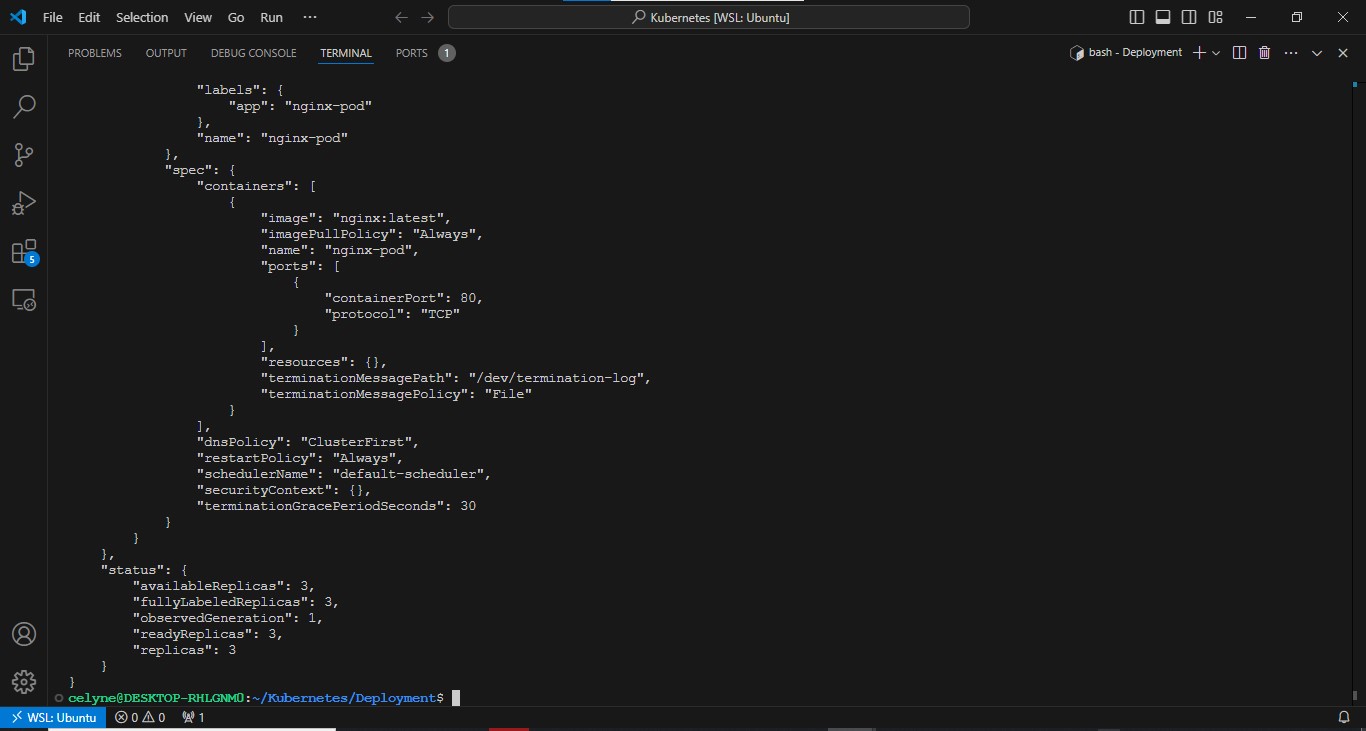 File Edit Selection View Go Run ···
Kubernetes [WSL: Ubuntu]
PROBLEMS OUTPUT DEBUG CONSOLE TERMINAL PORTS 1
bash - Deployment
"labels": {
"app": "nginx-pod"
},
"name": "nginx-pod"
},
"spec": {
"containers": [
{
"image": "nginx:latest",
"imagePullPolicy": "Always",
"name": "nginx-pod",
"ports": [
{
"containerPort": 80,
"protocol": "TCP"
}
],
"resources": {},
"terminationMessagePath": "/dev/termination-log",
"terminationMessagePolicy": "File"
}
],
"dnsPolicy": "ClusterFirst",
"restartPolicy": "Always",
"schedulerName": "default-scheduler",
"securityContext": {},
"terminationGracePeriodSeconds": 30
}
}
},
"status": {
"availableReplicas": 3,
"fullyLabeledReplicas": 3,
"observedGeneration": 1,
"readyReplicas": 3,
"replicas": 3
}
}
celyne@DESKTOP-RHLGNM0:~/Kubernetes/Deployment$
5
WSL: Ubuntu 0 0 1